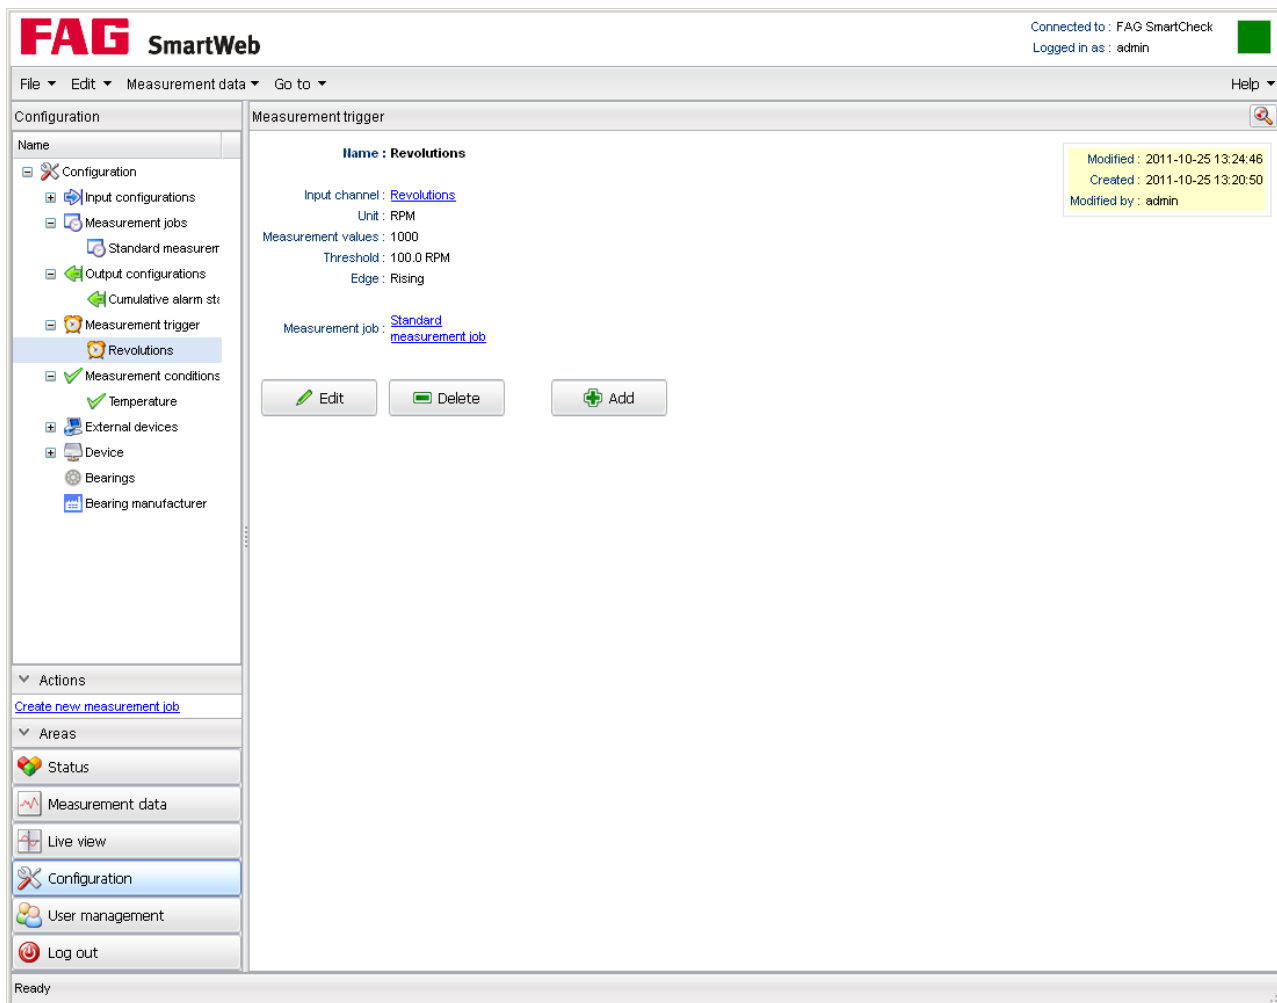 FAG SmartWeb
Connected to : FAG SmartCheck
Logged in as : admin
File Edit Measurement data Go to Help
Configuration
Name
Configuration
Input configurations
Measurement jobs
Standard measurem
Output configurations
Cumulative alarm sta
Measurement trigger
Revolutions
Measurement conditions
Temperature
External devices
Device
Bearings
Bearing manufacturer
Actions
Create new measurement job
Areas
Status
Measurement data
Live view
Configuration
User management
Log out
Measurement trigger
Name : Revolutions
Input channel : Revolutions
Unit : RPM
Measurement values : 1000
Threshold : 100.0 RPM
Edge : Rising
Measurement job : Standard
measurement job
Edit Delete Add
Modified : 2011-10-25 13:24:46
Created : 2011-10-25 13:20:50
Modified by : admin
Ready